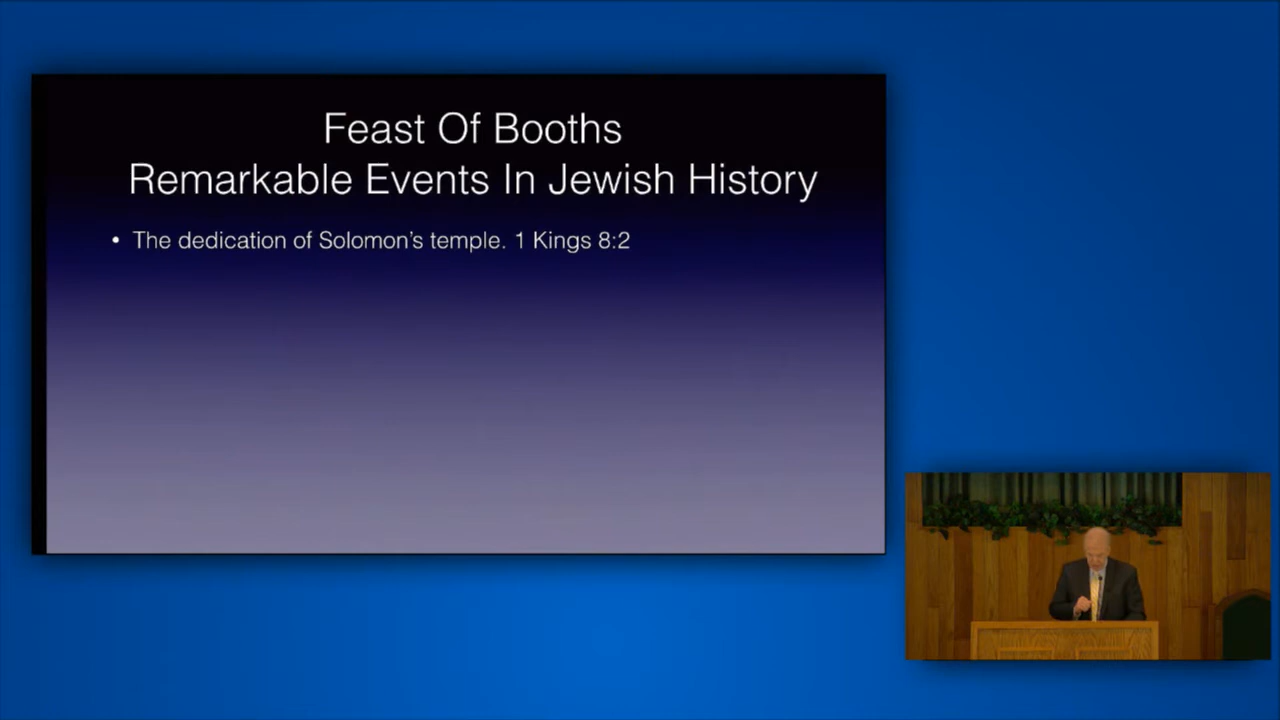 Feast Of Booths
Remarkable Events In Jewish History
• The dedication of Solomon’s temple. 1 Kings 8:2